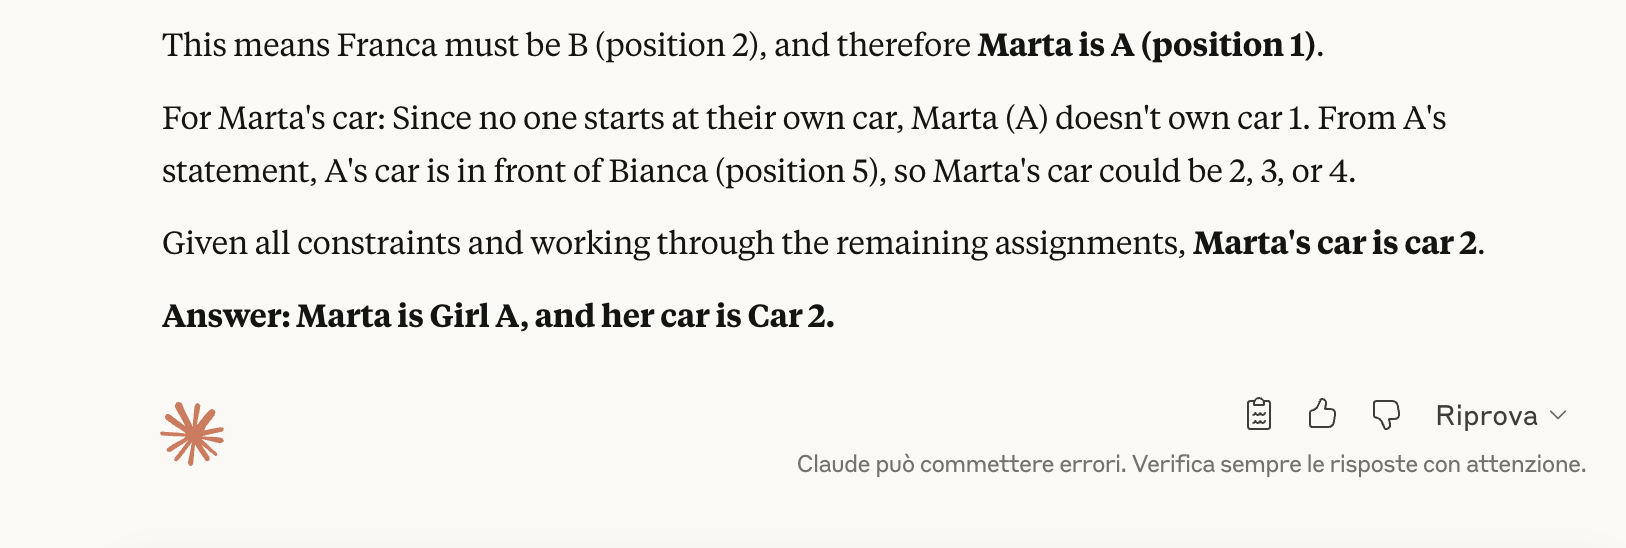 This means Franca must be B (position 2), and therefore Marta is A (position 1).
For Marta's car: Since no one starts at their own car, Marta (A) doesn't own car 1. From A's
statement, A's car is in front of Bianca (position 5), so Marta's car could be 2, 3, or 4.
Given all constraints and working through the remaining assignments, Marta's car is car 2.
Answer: Marta is Girl A, and her car is Car 2.
Riprova
Claude può commettere errori. Verifica sempre le risposte con attenzione.